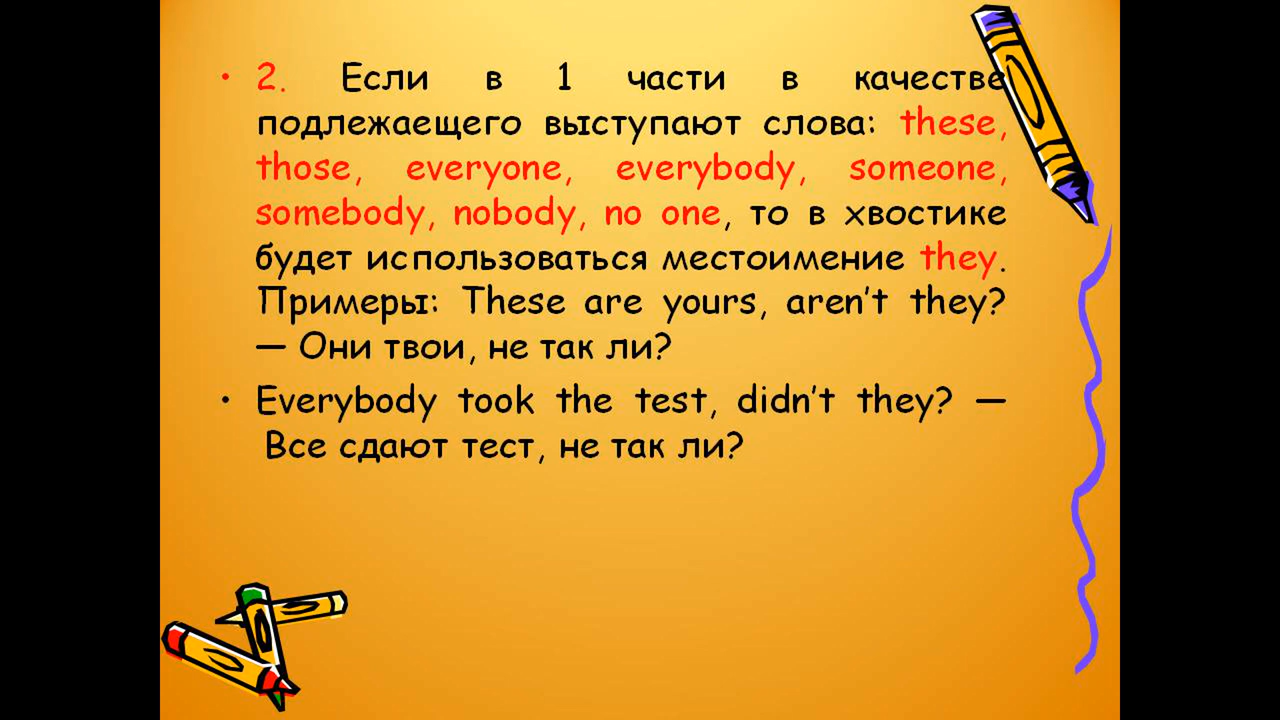 • 2. Если в 1 части в качестве
подлежаещего выступают слова: these,
those, everyone, everybody, someone,
somebody, nobody, no one, то в хвостике
будет использоваться местоимение they.
Примеры: These are yours, aren’t they?
— Они твои, не так ли?
• Everybody took the test, didn’t they? —
Все сдают тест, не так ли?